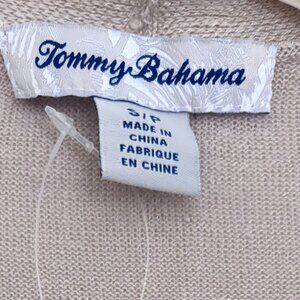 Tommy Bahama
S/P
MADE IN
CHINA
FABRIQUE
EN CHINE